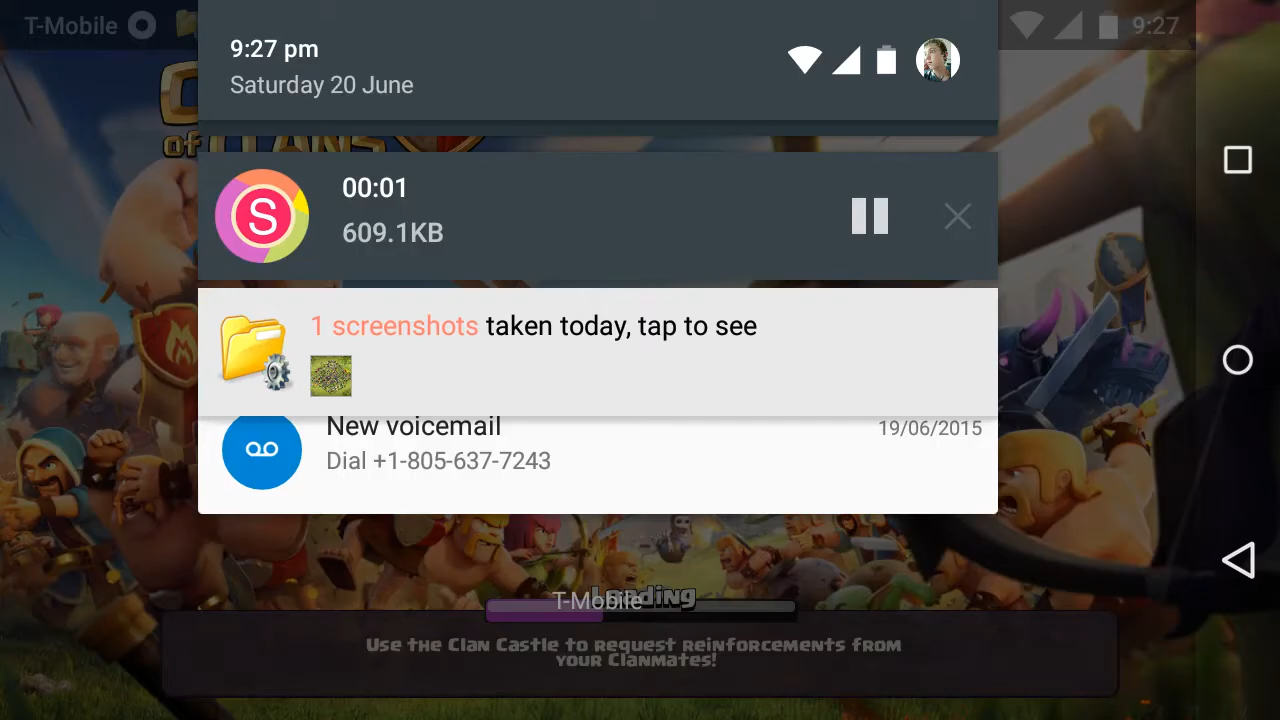 T-Mobile
9:27
9:27 pm
Saturday 20 June
OF CLANS
S
00:01
609.1KB
1 screenshots taken today, tap to see
New voicemail
19/06/2015
Dial +1-805-637-7243
Loading
T-Mobile
Use the Clan Castle to request reinforcements from
your Clanmates!